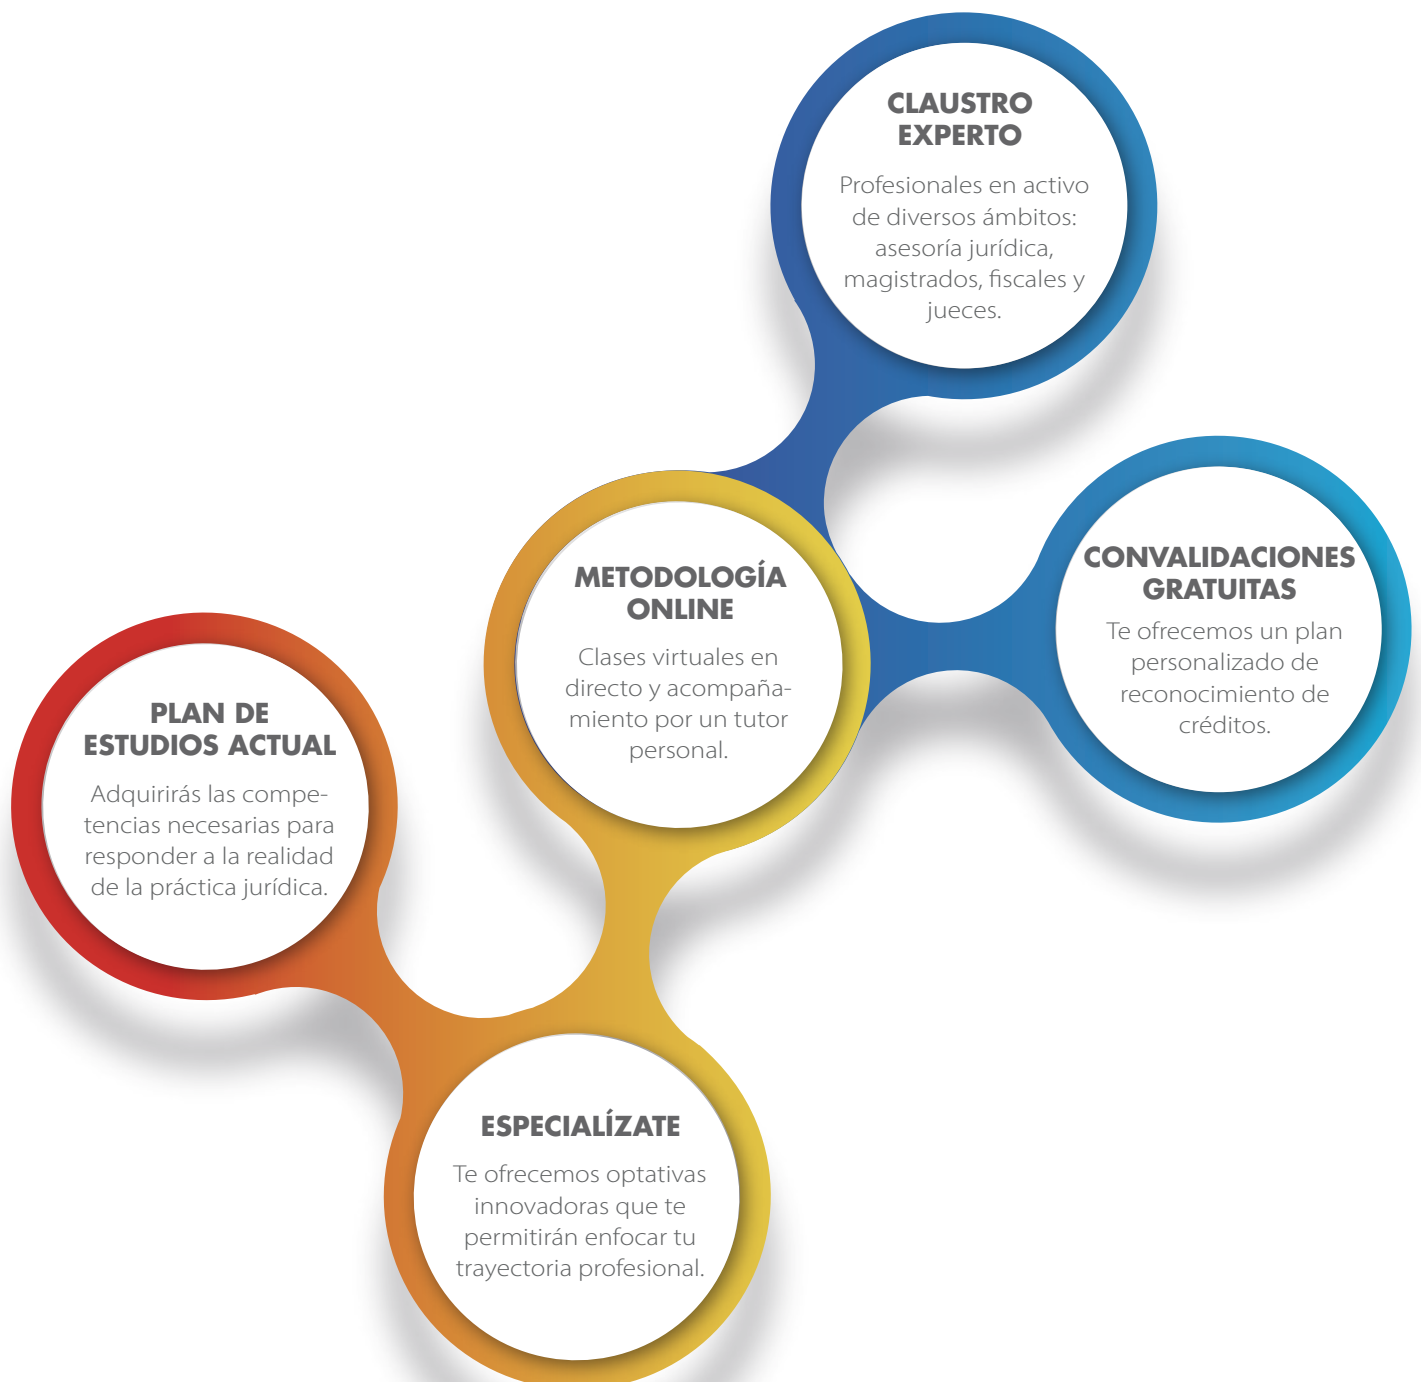 CLAUSTRO
EXPERTO
Profesionales en activo
de diversos ámbitos:
asesoría jurídica,
magistrados, fiscales y
jueces.
CONVALIDACIONES
GRATUITAS
Te ofrecemos un plan
personalizado de
reconocimiento de
créditos.
METODOLOGÍA
ONLINE
Clases virtuales en
directo y acompaña-
miento por un tutor
personal.
PLAN DE
ESTUDIOS ACTUAL
Adquirirás las compe-
tencias necesarias para
responder a la realidad
de la práctica jurídica.
ESPECIALÍZATE
Te ofrecemos optativas
innovadoras que te
permitirán enfocar tu
trayectoria profesional.